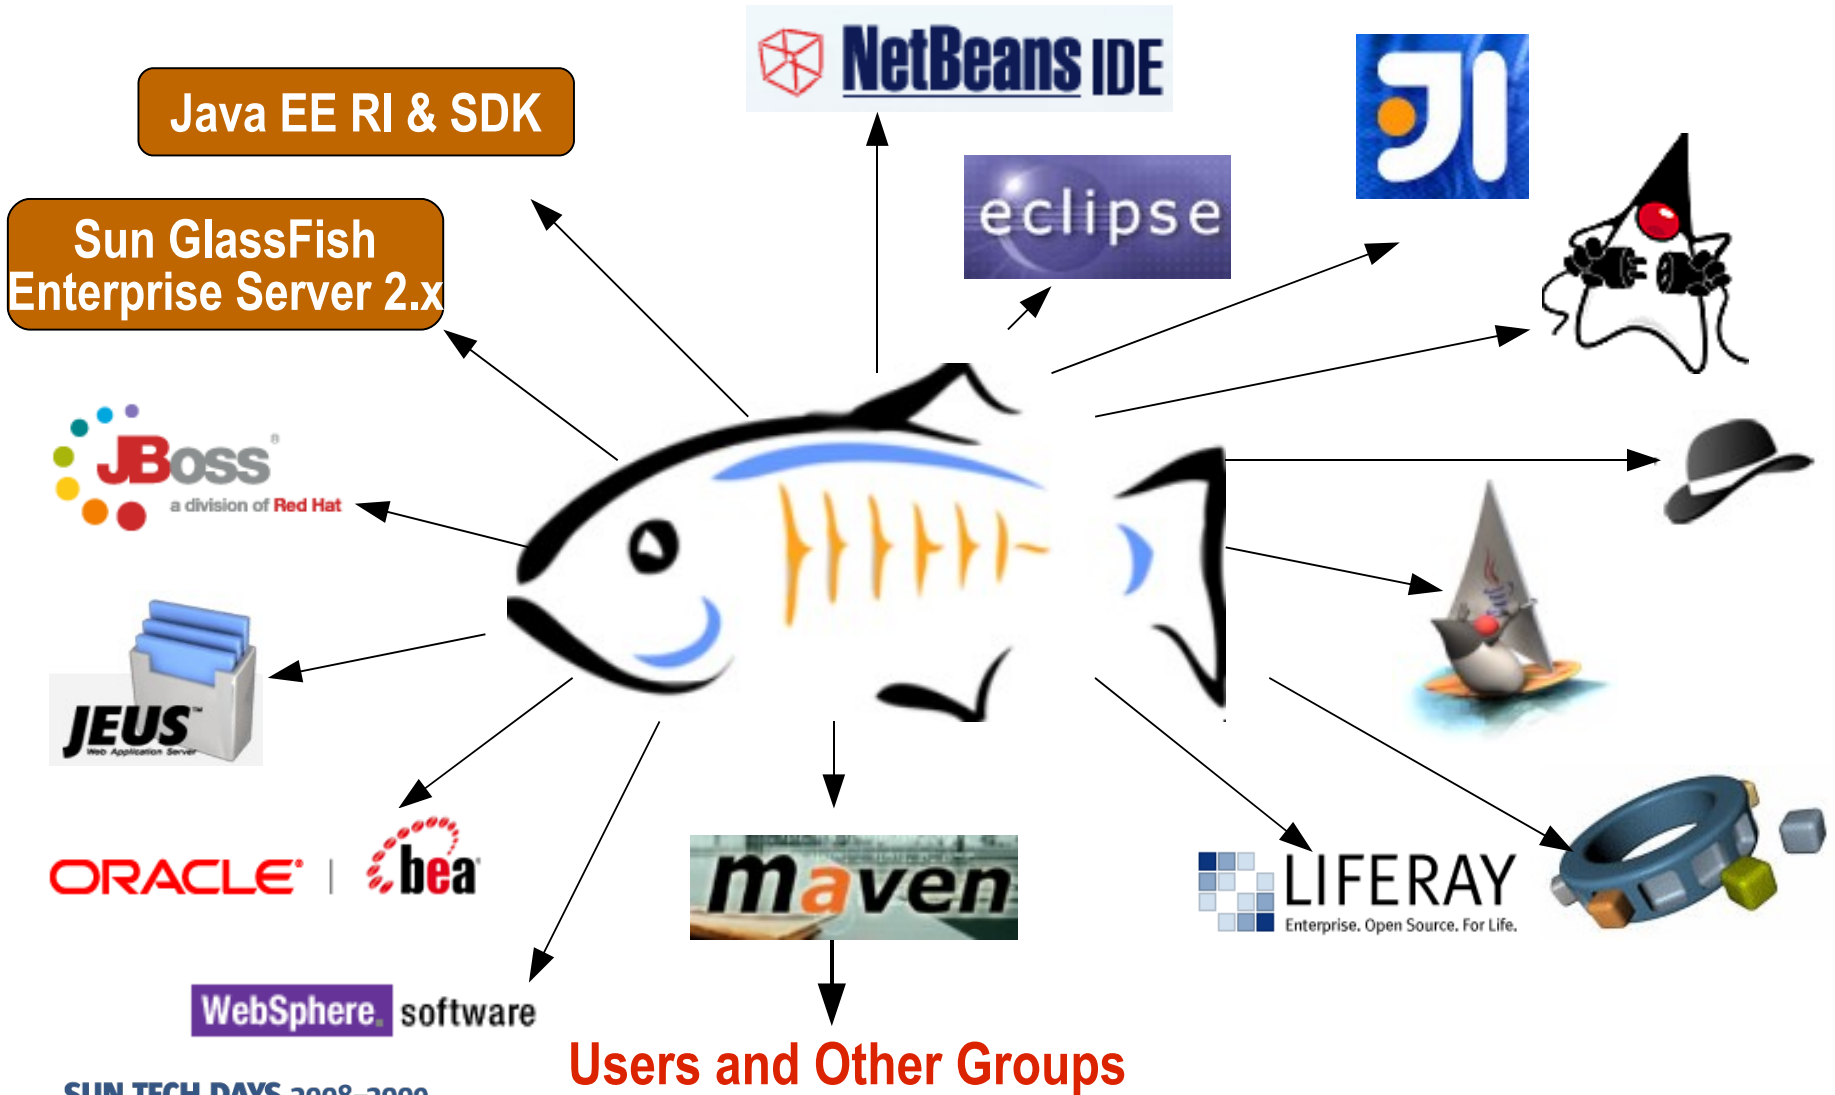 NetBeans IDE
Java EE RI & SDK
eclipse
JI
Sun GlassFish
Enterprise Server 2.x
JBoss®
a division of Red Hat
JEUS™
Web Application Server
ORACLE® | bea®
maven
LIFERAY
Enterprise. Open Source. For Life.
WebSphere. software
Users and Other Groups
SUN TECH DAYS 2008–2009